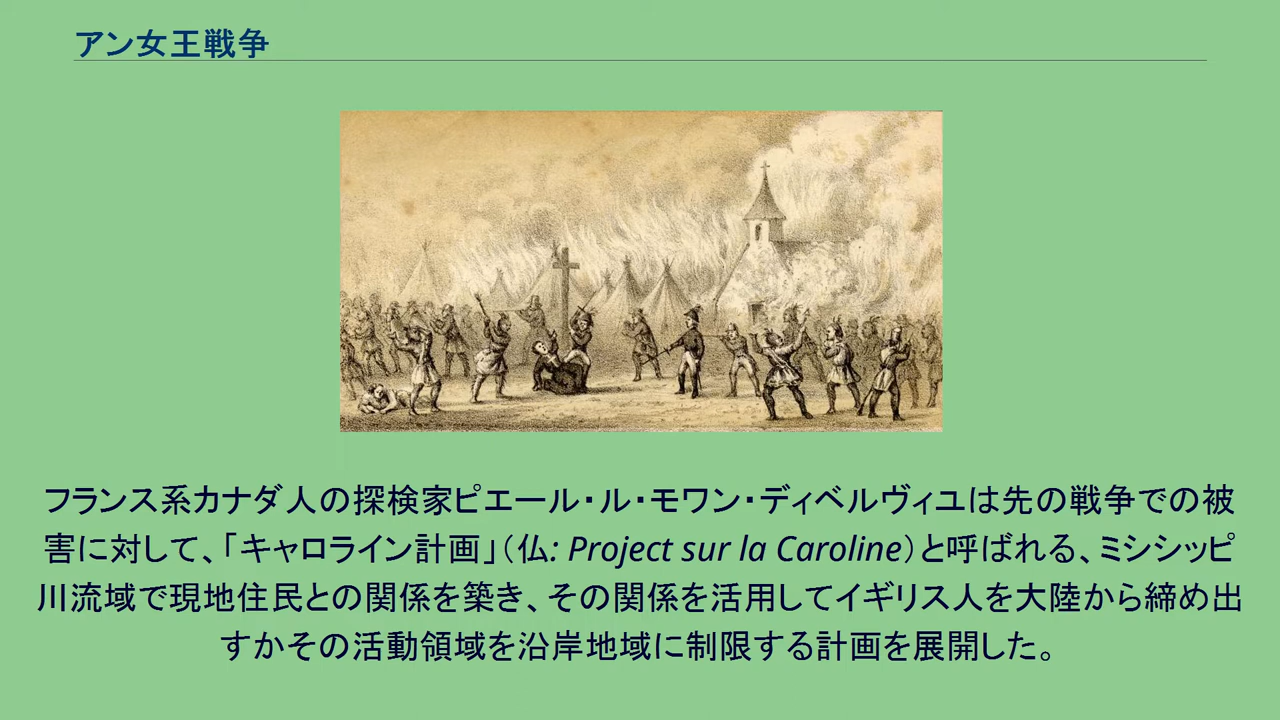 アン女王戦争
フランス系カナダ人の探検家ピエール・ル・モワン・ディベルヴィユは先の戦争での被
害に対して、「キャロライン計画」（仏: Project sur la Caroline）と呼ばれる、ミシシッピ
川流域で現地住民との関係を築き、その関係を活用してイギリス人を大陸から締め出
すかその活動領域を沿岸地域に制限する計画を展開した。